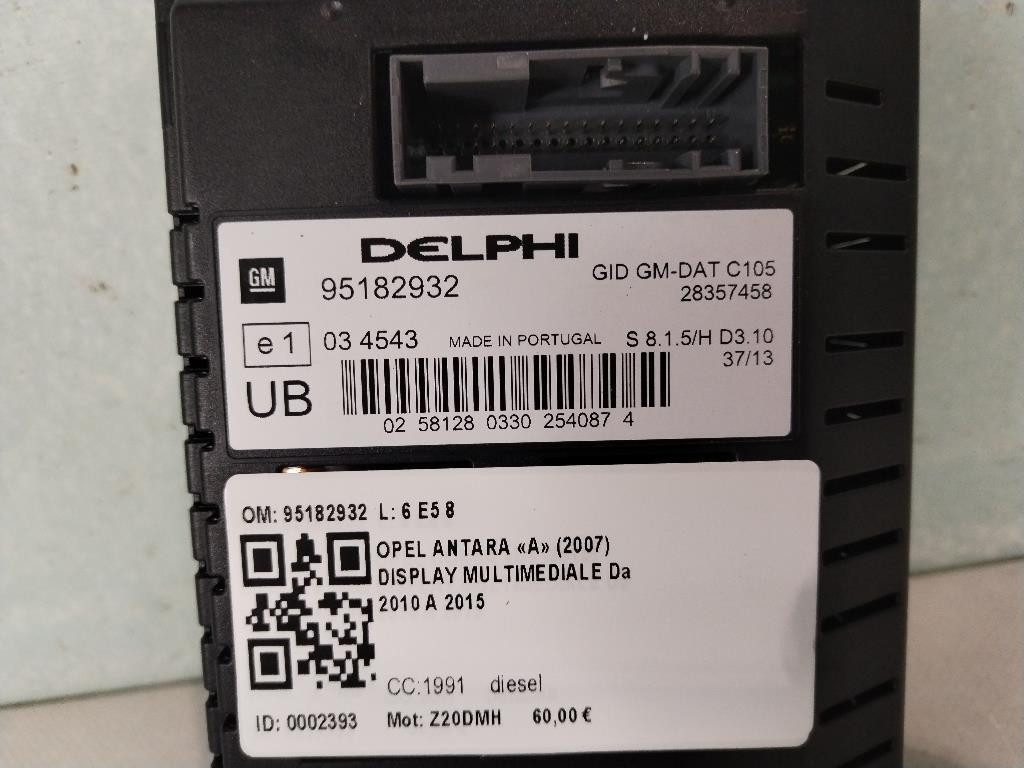 DELPHI
GM
95182932
GID GM-DAT C105
28357458
e 1
03 4543
MADE IN PORTUGAL
S 8.1.5/H D3.10
37/13
UB
02 58128 0330 254087 4
OM: 95182932 L: 6 E5 8
OPEL ANTARA «A» (2007)
DISPLAY MULTIMEDIALE Da
2010 A 2015
CC:1991 diesel
ID: 0002393 Mot: Z20DMH 60,00 €